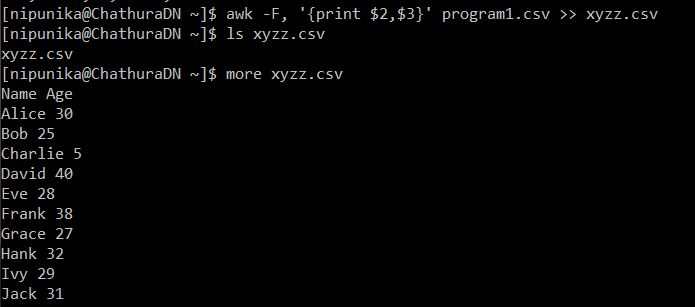 [nipunika@ChathuraDN ~]$ awk -F, '{print $2,$3}' program1.csv >> xyzz.csv
[nipunika@ChathuraDN ~]$ ls xyzz.csv
xyzz.csv
[nipunika@ChathuraDN ~]$ more xyzz.csv
Name Age
Alice 30
Bob 25
Charlie 5
David 40
Eve 28
Frank 38
Grace 27
Hank 32
Ivy 29
Jack 31